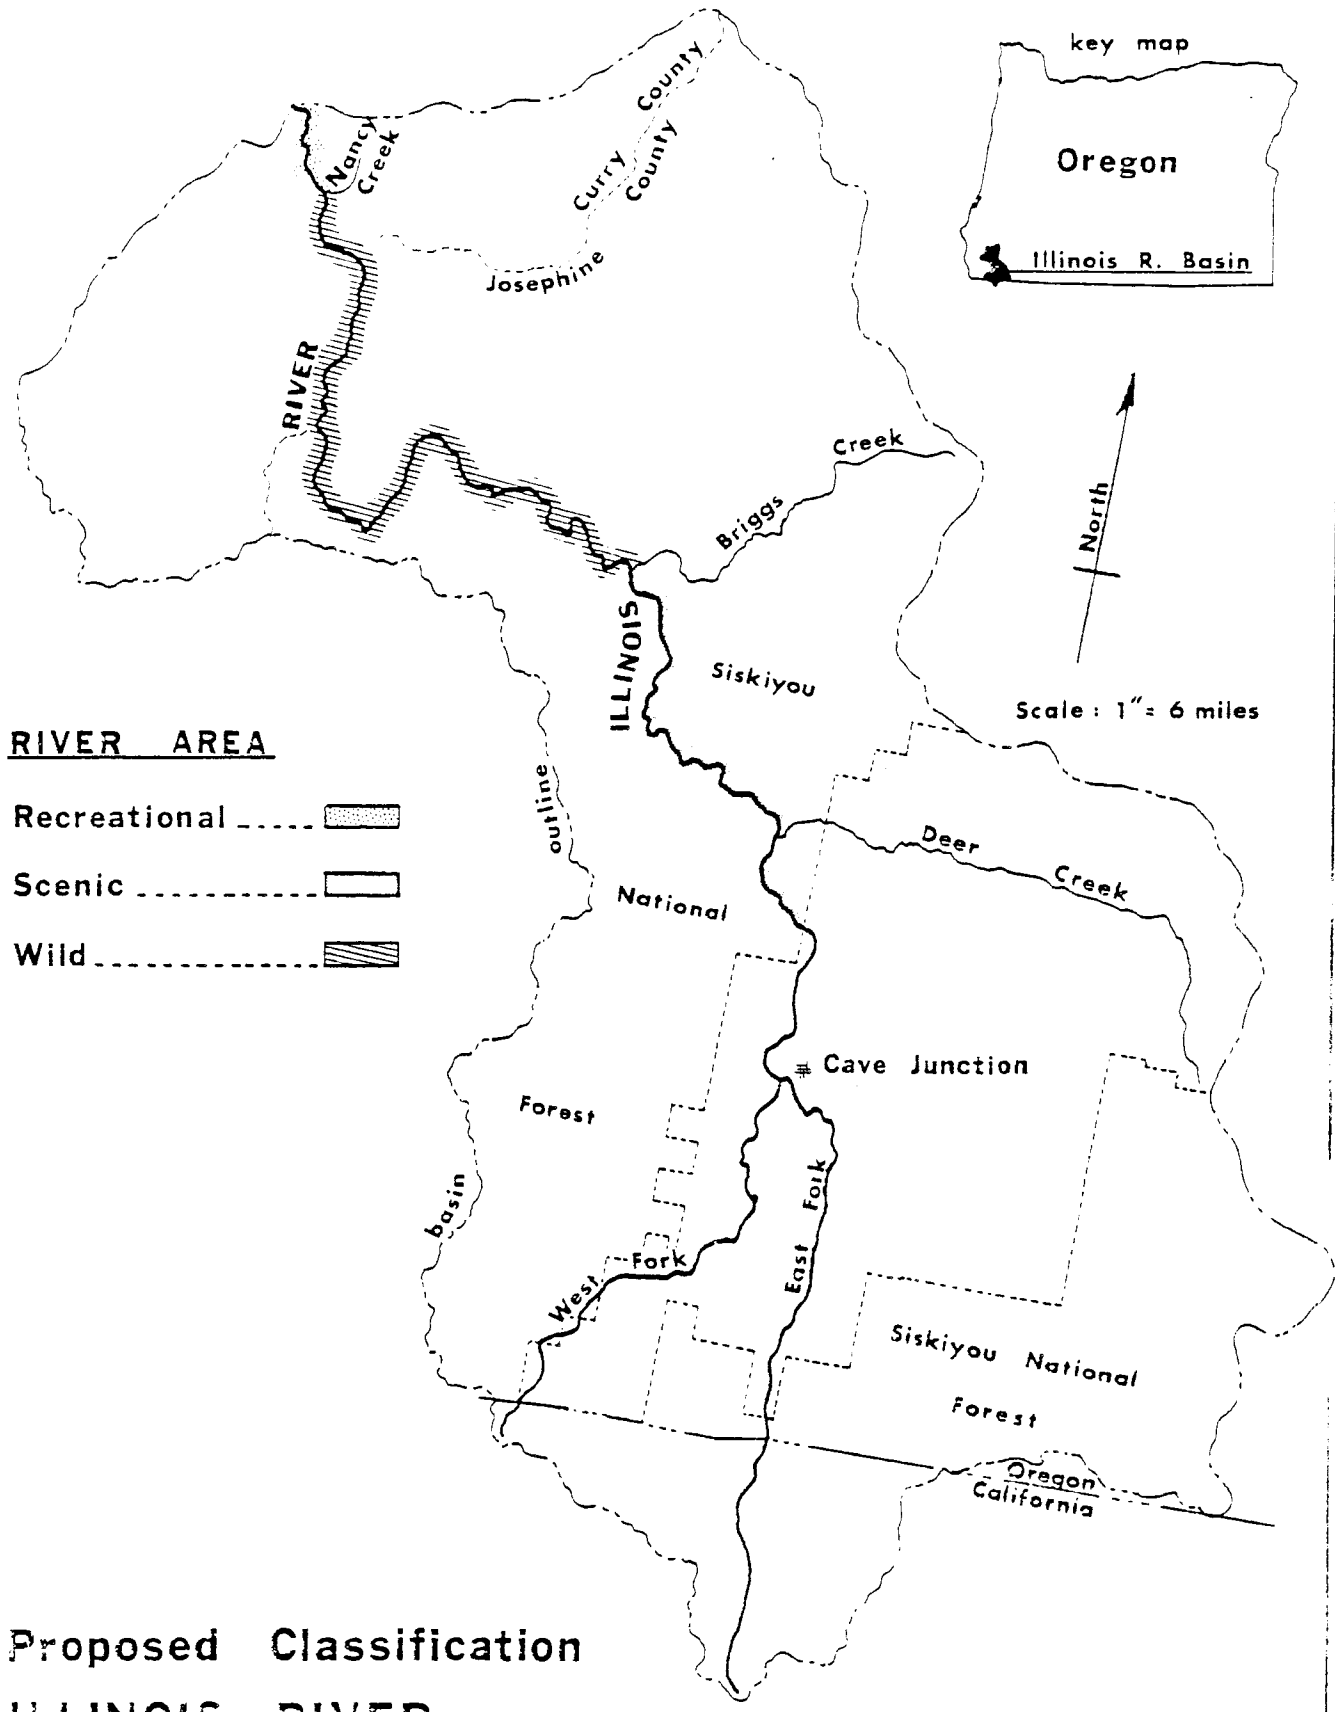 key map
Oregon
Illinois R. Basin
Nancy
Creek
Curry County
Josephine County
RIVER
Creek
Briggs
North
ILLINOIS
Siskiyou
Scale : 1" = 6 miles
RIVER AREA
Recreational
Scenic
Wild
outline
Deer Creek
National
Cave Junction
Forest
basin
West Fork
East Fork
Siskiyou National
Forest
Oregon
California
Proposed Classification
ILLINOIS RIVER